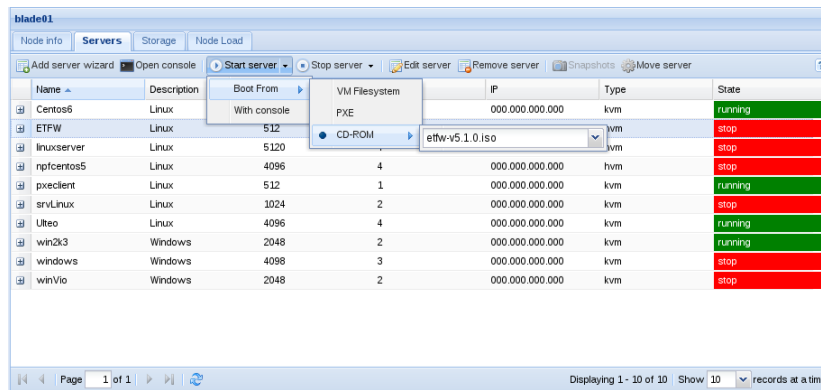 blade01
Node info Servers Storage Node Load
Add server wizard Open console Start server Stop server Edit server Remove server Snapshots Move server
Name Description IP Type State
Boot From
With console
VM Filesystem
PXE
CD-ROM
etfw-v5.1.0.iso
Centos6 Linux 000.000.000.000 kvm running
ETFW Linux 512 stop
linuxserver Linux 5120 stop
npfcentos5 Linux 4096 4 000.000.000.000 hvm stop
pxeclient Linux 512 1 000.000.000.000 kvm running
srvLinux Linux 1024 2 000.000.000.000 kvm stop
Ulteo Linux 4096 4 000.000.000.000 kvm running
win2k3 Windows 2048 2 000.000.000.000 kvm running
windows Windows 4098 3 000.000.000.000 kvm stop
winVio Windows 2048 2 000.000.000.000 kvm stop
Page 1 of 1 Displaying 1 - 10 of 10 Show 10 records at a tim